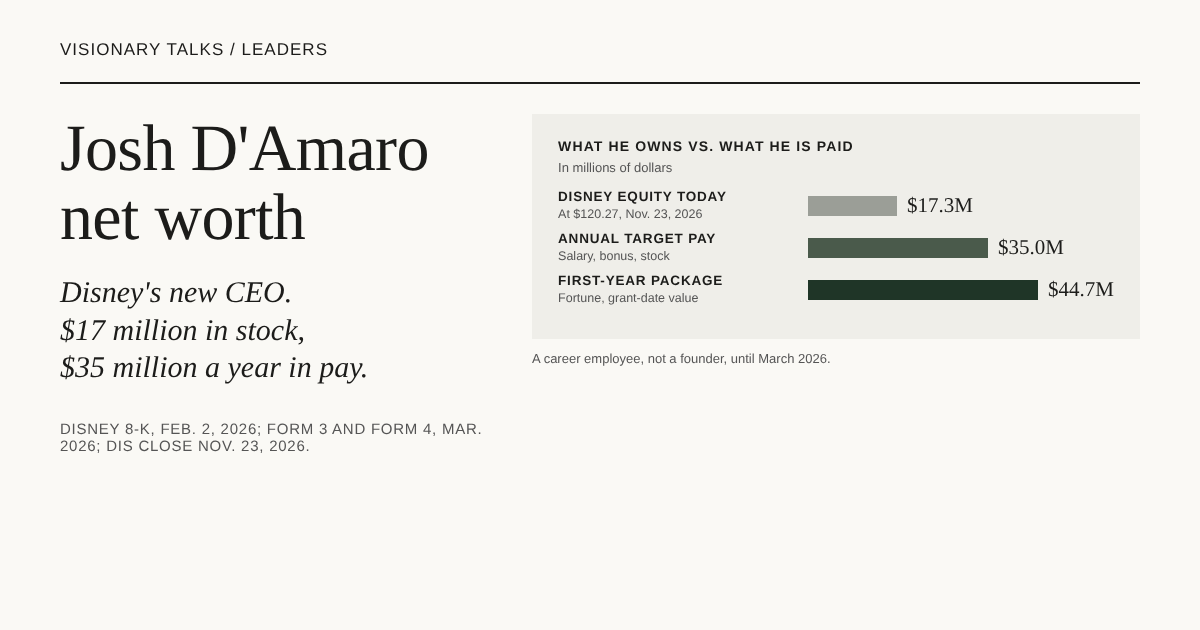 VISIONARY TALKS / LEADERS
Josh D'Amaro
net worth
Disney's new CEO.
$17 million in stock,
$35 million a year in pay.
DISNEY 8-K, FEB. 2, 2026; FORM 3 AND FORM 4, MAR.
2026; DIS CLOSE NOV. 23, 2026.
WHAT HE OWNS VS. WHAT HE IS PAID
In millions of dollars
DISNEY EQUITY TODAY
At $120.27, Nov. 23, 2026
$17.3M
ANNUAL TARGET PAY
Salary, bonus, stock
$35.0M
FIRST-YEAR PACKAGE
Fortune, grant-date value
$44.7M
A career employee, not a founder, until March 2026.